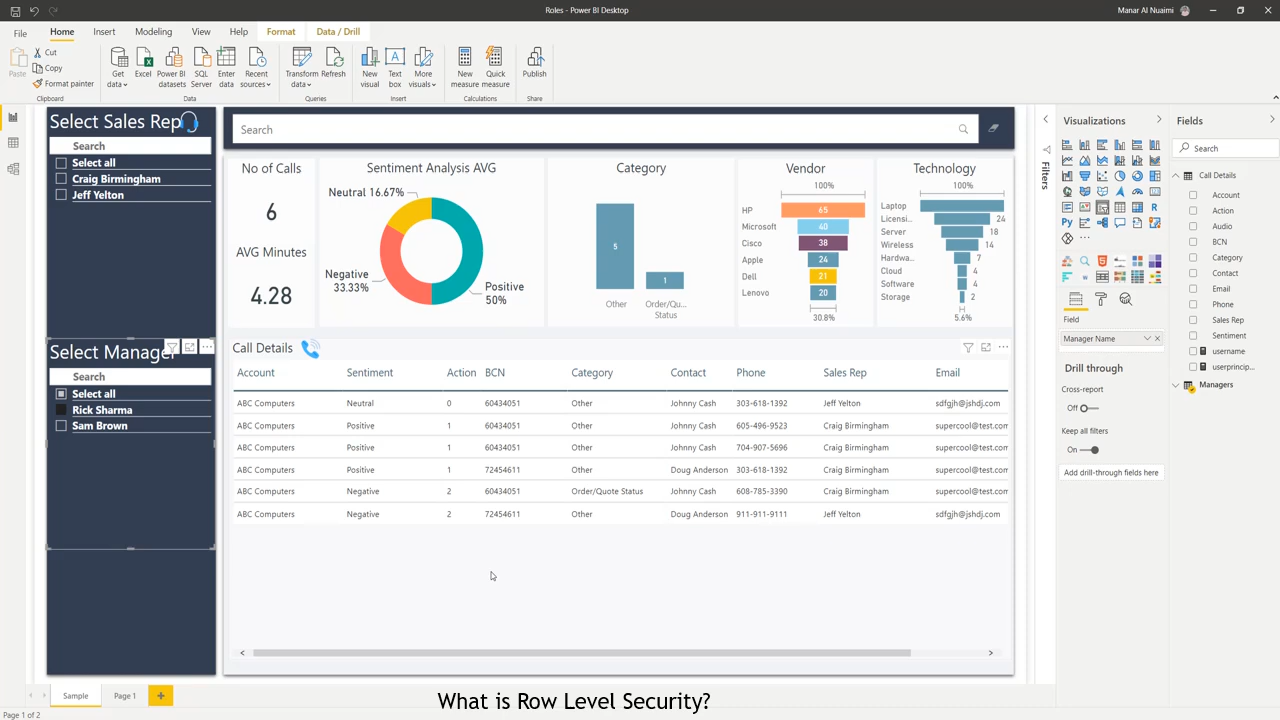 Roles - Power BI Desktop
Manar Al Nuaimi
File
Home
Insert
Modeling
View
Help
Format
Data / Drill
Paste
Cut
Copy
Format painter
Clipboard
Get data
Excel
Power BI datasets
SQL Server
Enter data
Recent sources
Data
Transform data
Refresh
Queries
New visual
Text box
More visuals
Insert
New measure
Quick measure
Calculations
Publish
Share
Select Sales Rep
Search
Select all
Craig Birmingham
Jeff Yelton
Select Manager
Search
Select all
Rick Sharma
Sam Brown
Search
No of Calls
6
AVG Minutes
4.28
Sentiment Analysis AVG
Neutral 16.67%
Negative
33.33%
Positive
50%
Category
5
1
Other
Order/Qu...
Status
Vendor
100%
HP 65
Microsoft 40
Cisco 38
Apple 24
Dell 21
Lenovo 20
30.8%
Technology
100%
Laptop
Licensi... 24
Server 18
Wireless 14
Hardwa... 7
Cloud 4
Software 4
Storage 2
5.6%
Call Details
Account Sentiment Action BCN Category Contact Phone Sales Rep Email
ABC Computers Neutral 0 60434051 Other Johnny Cash 303-618-1392 Jeff Yelton sdfgjh@jshdj.com
ABC Computers Positive 1 60434051 Other Johnny Cash 605-496-9523 Craig Birmingham supercool@test.com
ABC Computers Positive 1 60434051 Other Johnny Cash 704-907-5696 Craig Birmingham supercool@test.com
ABC Computers Positive 1 72454611 Other Doug Anderson 303-618-1392 Craig Birmingham supercool@test.com
ABC Computers Negative 2 60434051 Order/Quote Status Johnny Cash 608-785-3390 Craig Birmingham supercool@test.com
ABC Computers Negative 2 72454611 Other Doug Anderson 911-911-9111 Jeff Yelton sdfgjh@jshdj.com
Filters
Visualizations
Field
Manager Name
Drill through
Cross-report
Off
Keep all filters
On
Add drill-through fields here
Fields
Search
Call Details
Account
Action
Audio
BCN
Category
Contact
Email
Phone
Sales Rep
Sentiment
username
userprincip...
Managers
Sample
Page 1
What is Row Level Security?
Page 1 of 2